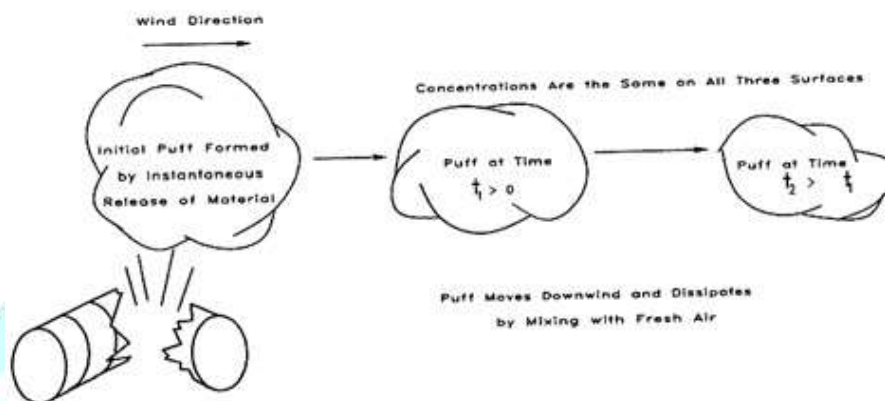 Wind Direction
Concentrations Are the Same on All Three Surfaces
Initial Puff Formed
by Instantaneous
Release of Material
Puff at Time
t₁ > 0
Puff at Time
t₂ > t₁
Puff Moves Downwind and Dissipates
by Mixing with Fresh Air